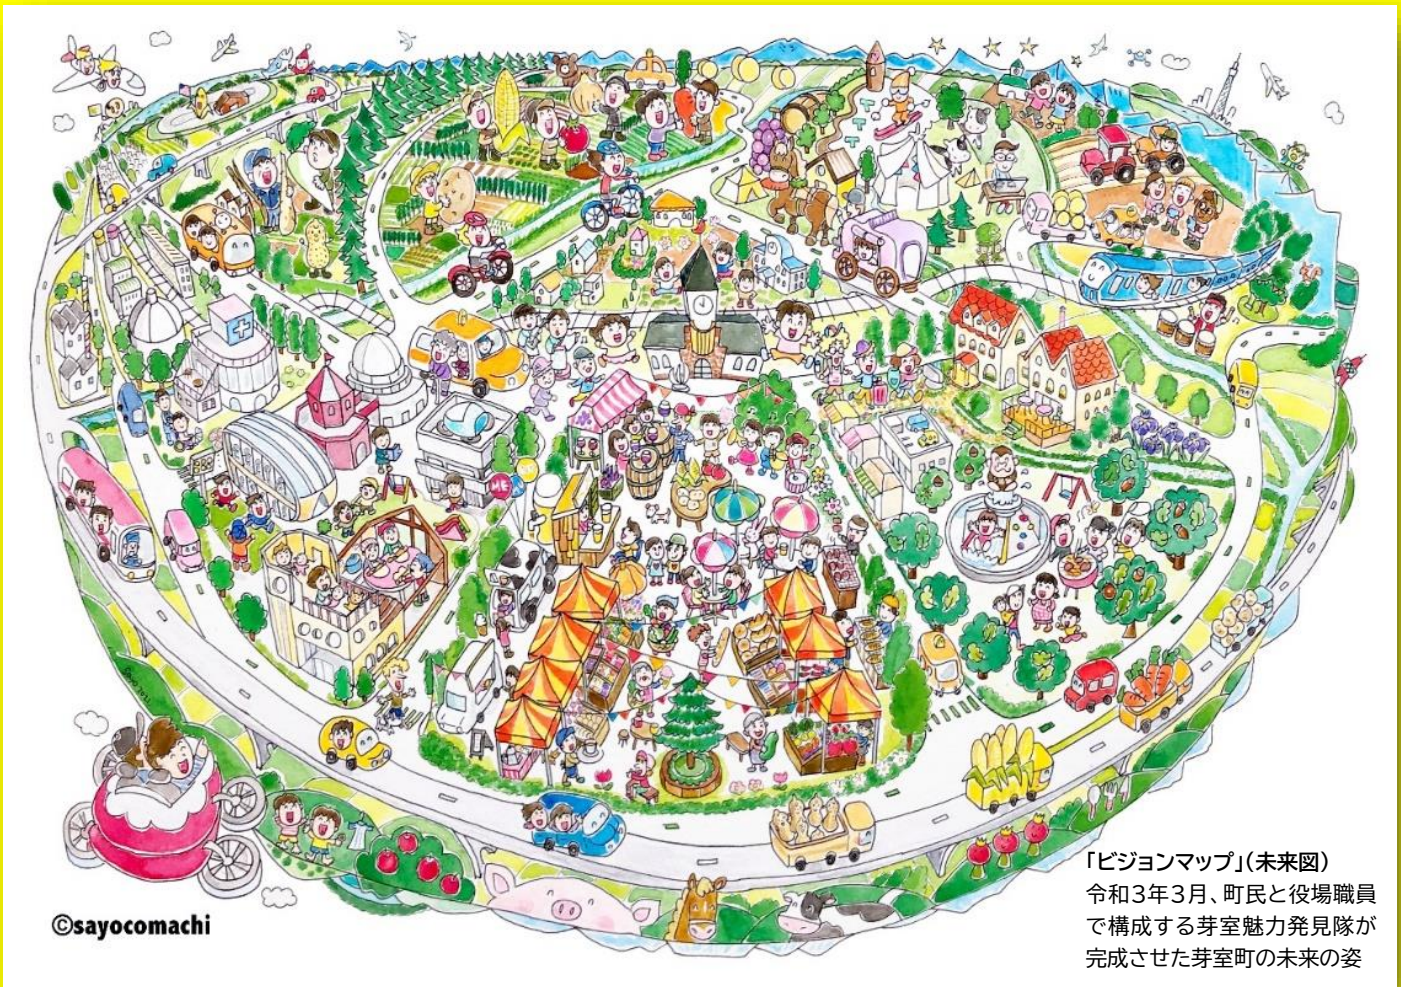 「ビジョンマップ」(未来図)
令和3年3月、町民と役場職員
で構成する芽室魅力発見隊が
完成させた芽室町の未来の姿
©sayocomachi